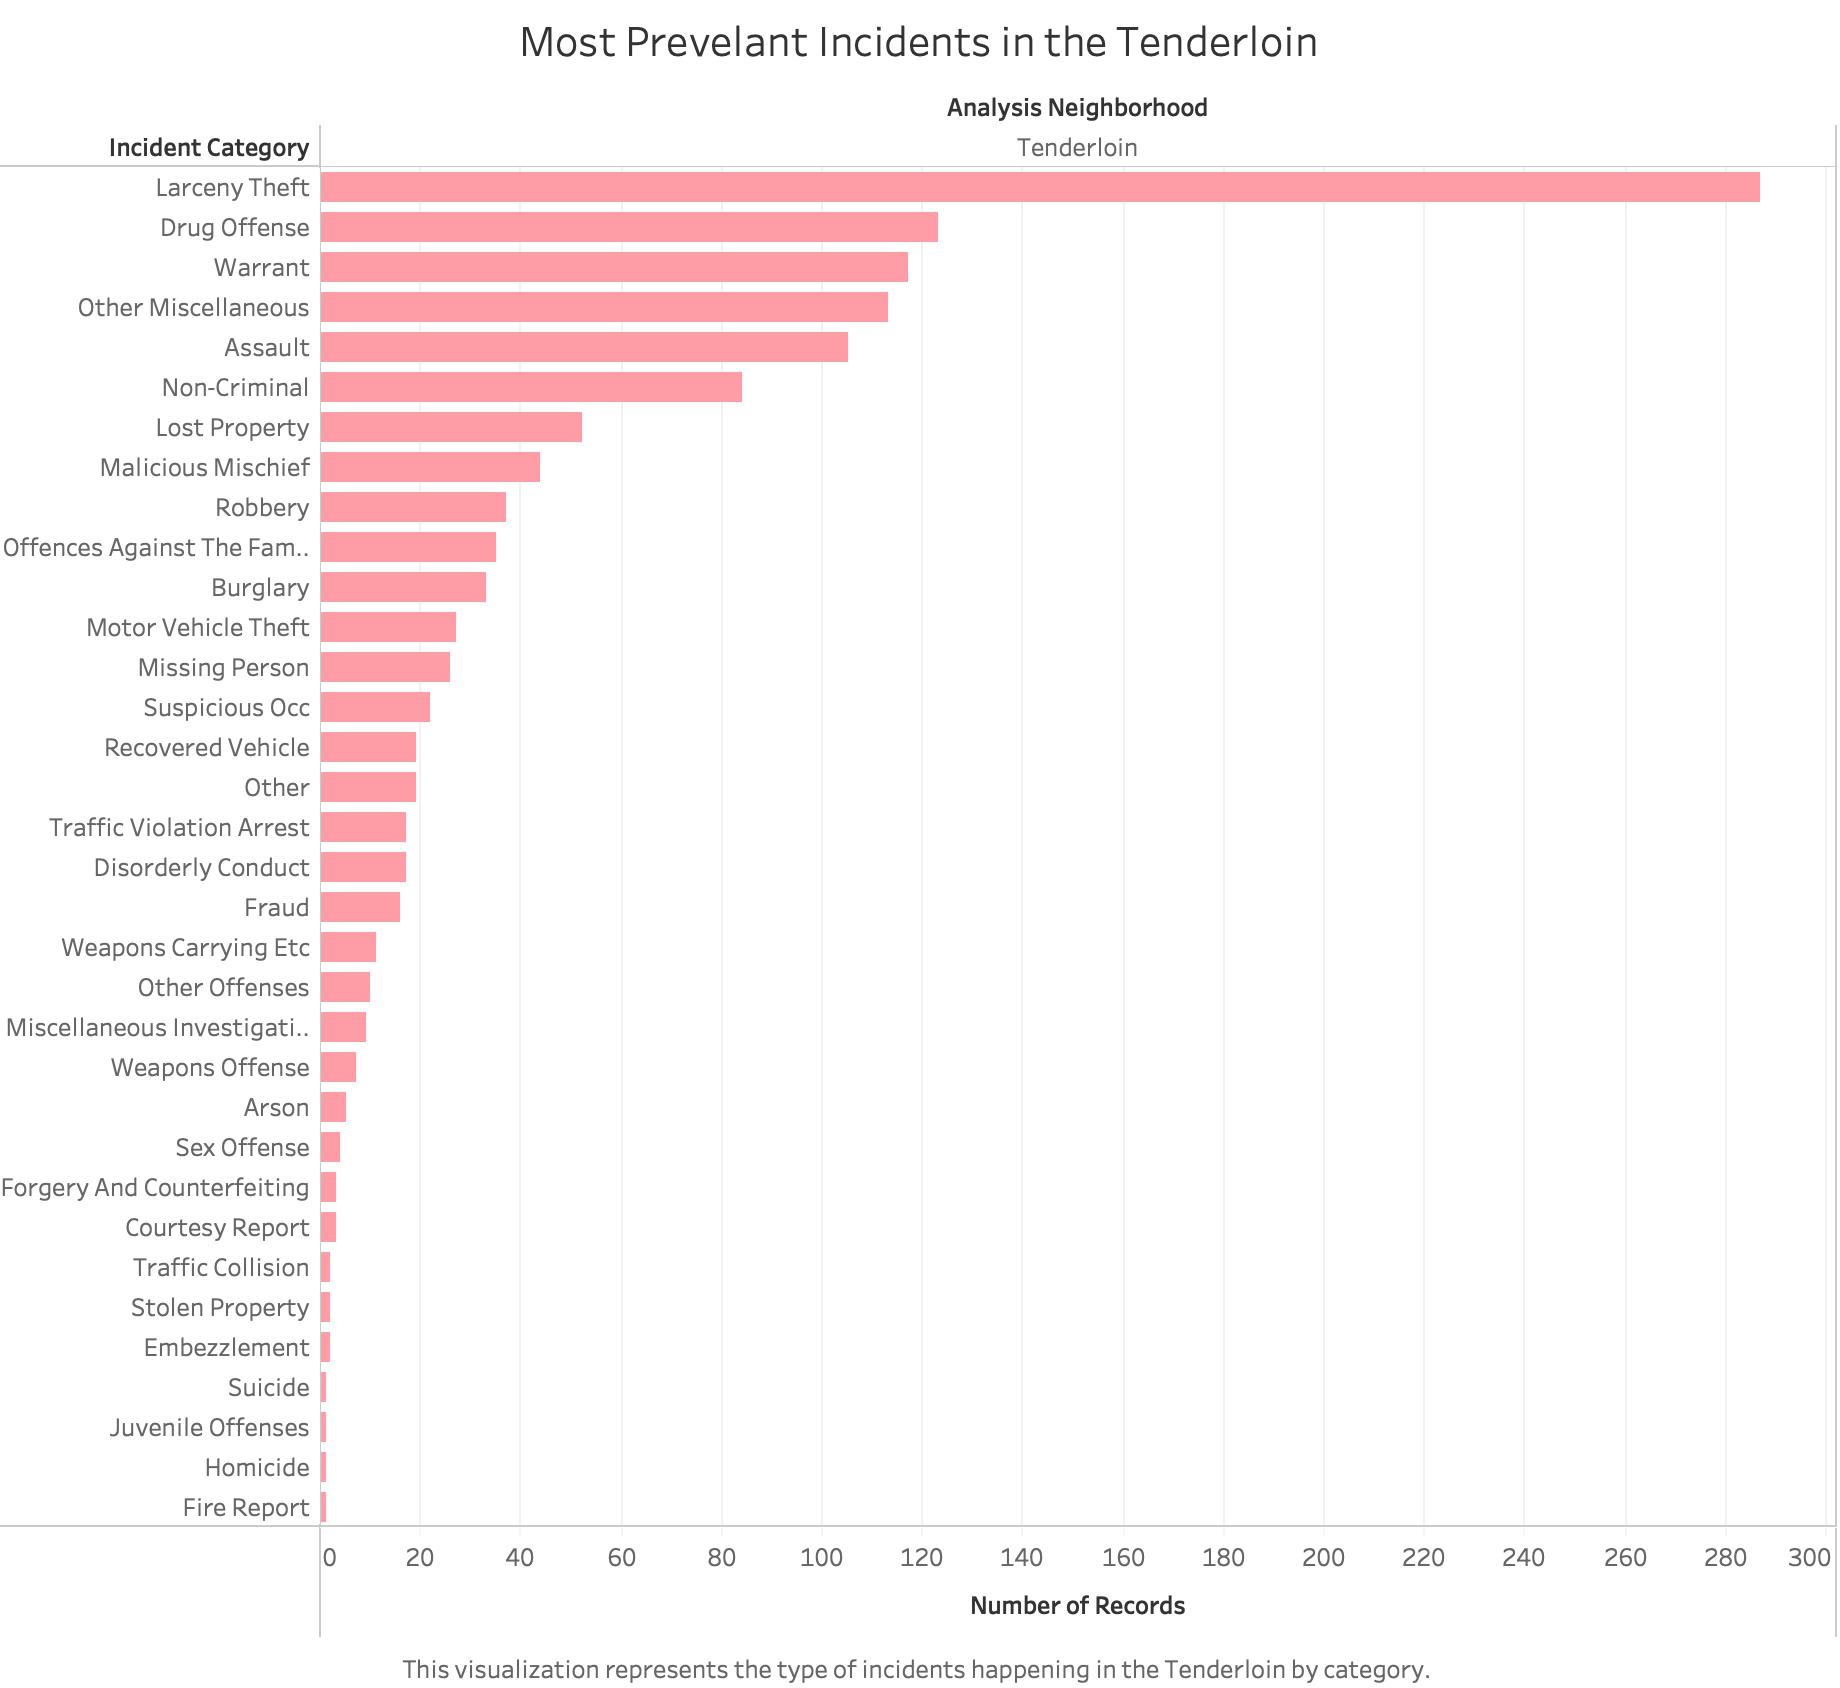 Most Prevelant Incidents in the Tenderloin
Analysis Neighborhood
Incident Category
Tenderloin
Larceny Theft
Drug Offense
Warrant
Other Miscellaneous
Assault
Non-Criminal
Lost Property
Malicious Mischief
Robbery
Offences Against The Fam..
Burglary
Motor Vehicle Theft
Missing Person
Suspicious Occ
Recovered Vehicle
Other
Traffic Violation Arrest
Disorderly Conduct
Fraud
Weapons Carrying Etc
Other Offenses
Miscellaneous Investigati..
Weapons Offense
Arson
Sex Offense
Forgery And Counterfeiting
Courtesy Report
Traffic Collision
Stolen Property
Embezzlement
Suicide
Juvenile Offenses
Homicide
Fire Report
0 20 40 60 80 100 120 140 160 180 200 220 240 260 280 300
Number of Records
This visualization represents the type of incidents happening in the Tenderloin by category.